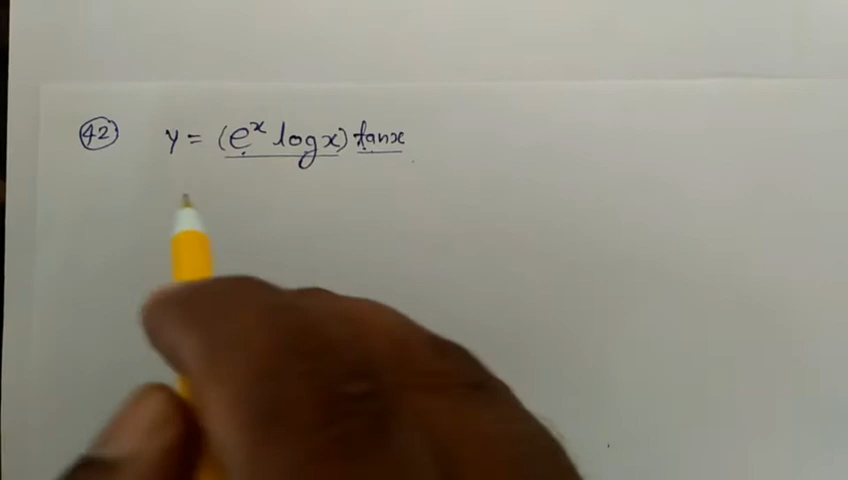 42 y = (e^x log x) tan x